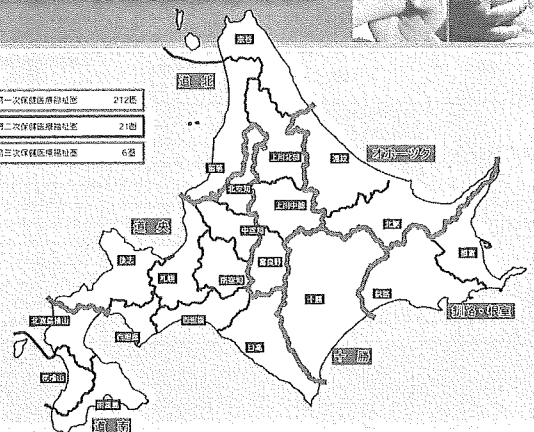 第一次保健医療福祉圏 212圏
第二次保健医療福祉圏 21圏
第三次保健医療福祉圏 6圏
宗谷
道 北
留萌
上川北部
遠紋
オホーツク
北空知
上川中部
北網
道 央
中空知
富良野
根室
後志
札幌
南空知
十勝
釧路
釧路・根室
北渡島檜山
西胆振
東胆振
日高
十 勝
南檜山
南渡島
道 南